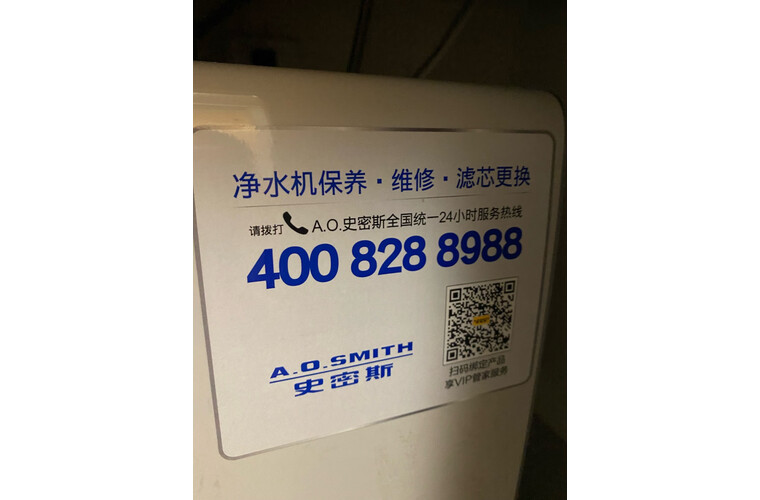 净水机保养·维修·滤芯更换
请拨打 A.O.史密斯全国统一24小时服务热线
400 828 8988
A.O.SMITH
史密斯
扫码绑定产品
享VIP管家服务